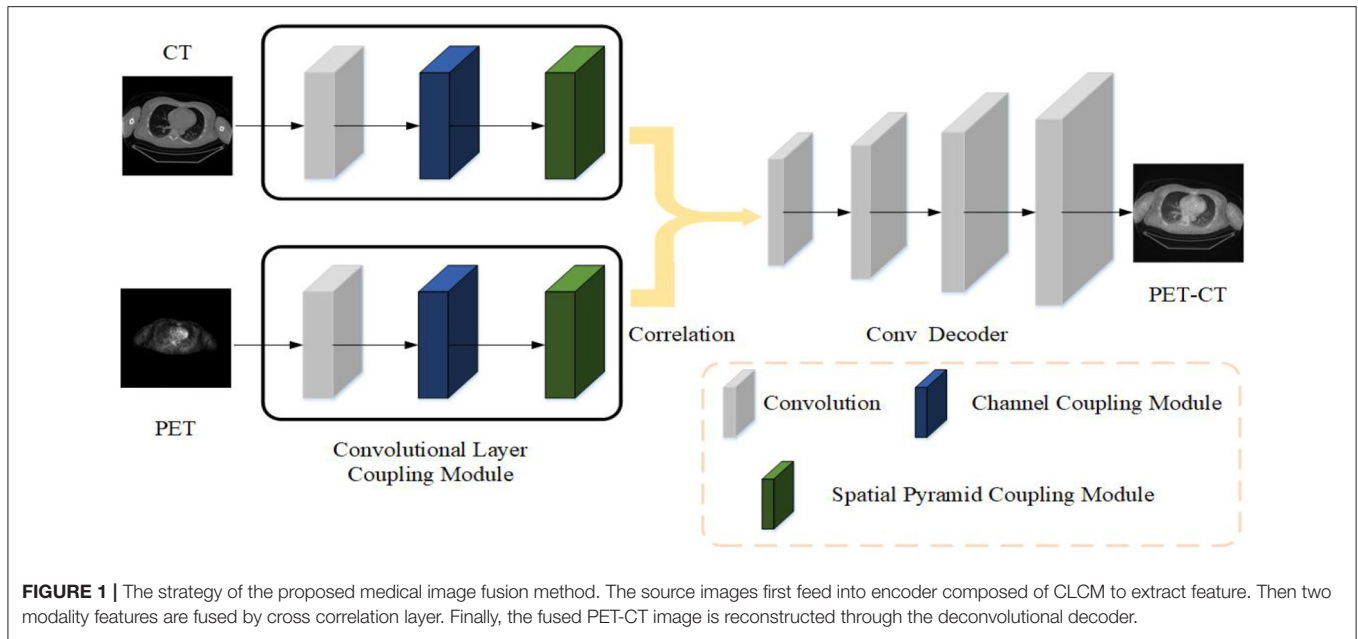 CT
PET
Convolutional Layer
Coupling Module
Correlation
Conv Decoder
PET-CT
Convolution
Channel Coupling Module
Spatial Pyramid Coupling Module
FIGURE 1 | The strategy of the proposed medical image fusion method. The source images first feed into encoder composed of CLCM to extract feature. Then two
modality features are fused by cross correlation layer. Finally, the fused PET-CT image is reconstructed through the deconvolutional decoder.